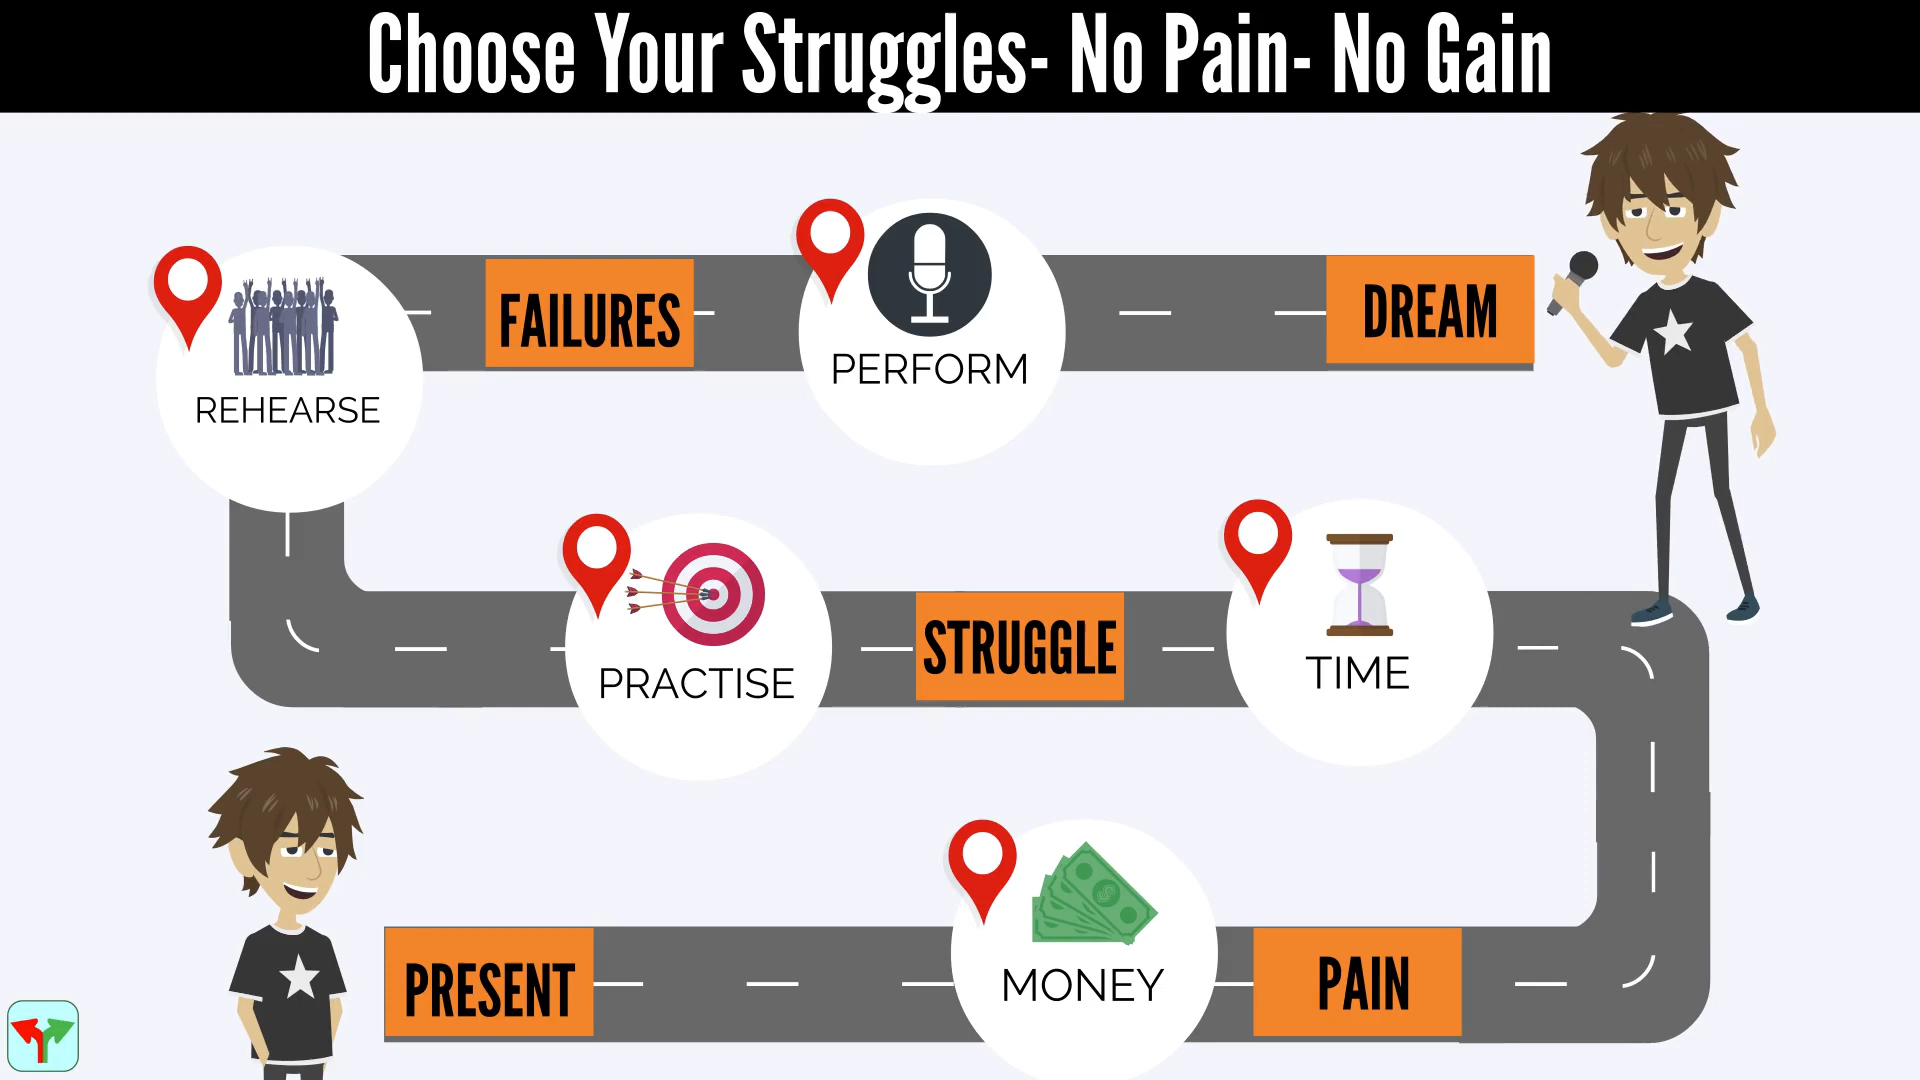 Choose Your Struggles- No Pain- No Gain
FAILURES
DREAM
PERFORM
REHEARSE
STRUGGLE
TIME
PRACTISE
PRESENT
MONEY
PAIN